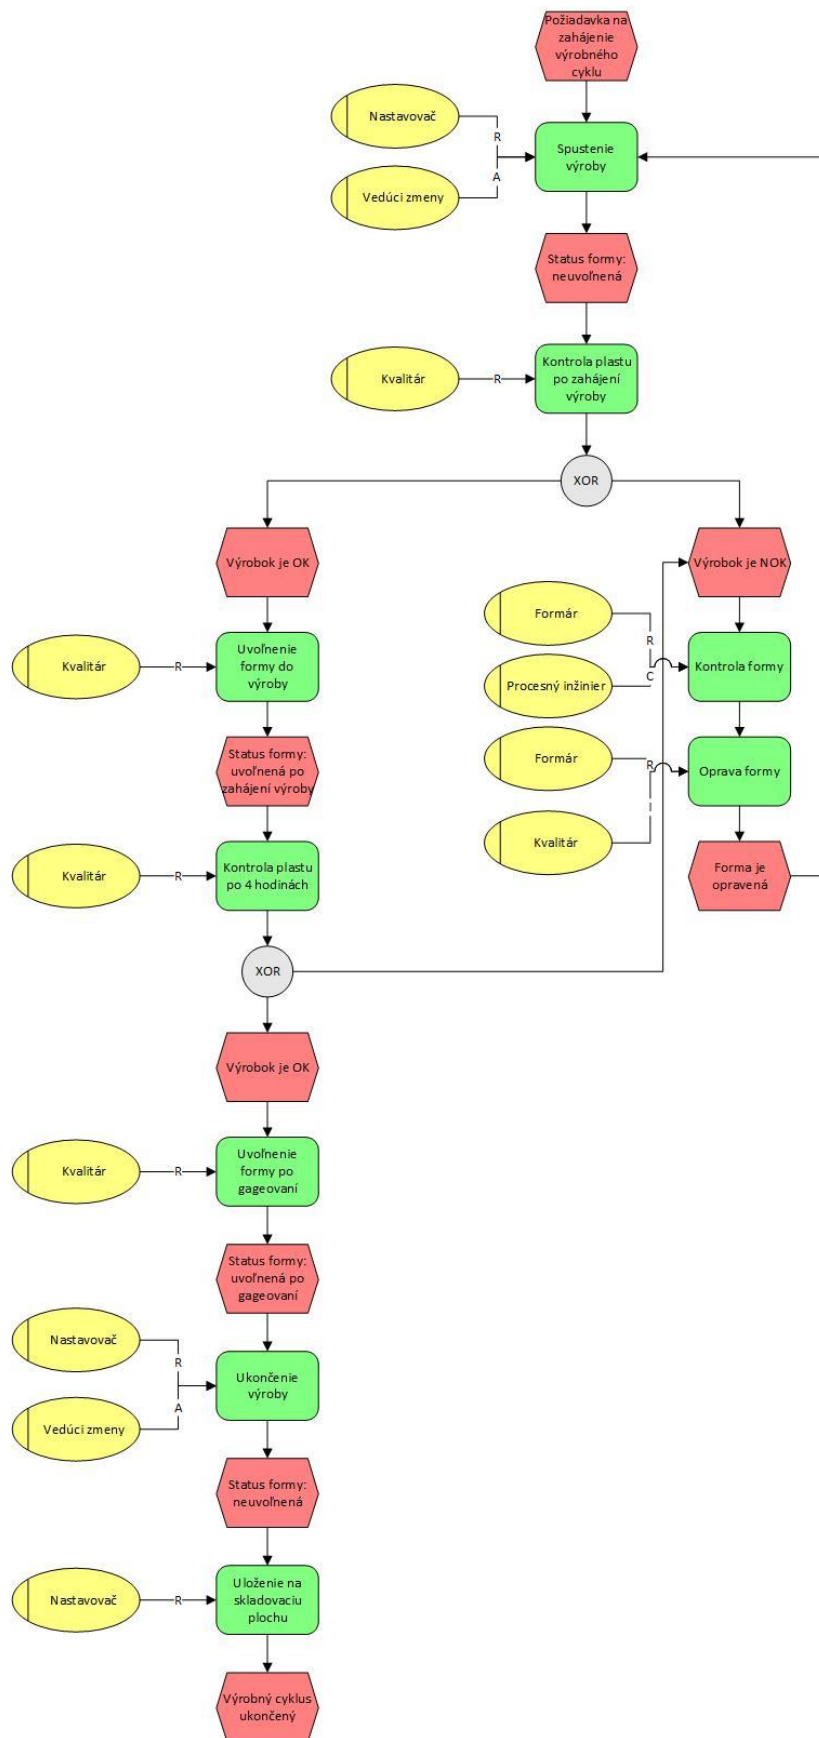 Požiadavka na
zahájenie
výrobného
cyklu
Nastavovač
R
Spustenie
výroby
A
Vedúci zmeny
Status formy:
neuvoľnená
Kvalitár
R
Kontrola plastu
po zahájení
výroby
XOR
Výrobok je OK
Výrobok je NOK
Formár
R
Kvalitár
R
Uvoľnenie
formy do
výroby
Procesný inžinier
C
Kontrola formy
Status formy:
uvoľnená po
zahájení výroby
Formár
R
Oprava formy
I
Kvalitár
Kvalitár
R
Kontrola plastu
po 4 hodinách
Forma je
opravená
XOR
Výrobok je OK
Kvalitár
R
Uvoľnenie
formy po
gageovaní
Status formy:
uvoľnená po
gageovaní
Nastavovač
R
Ukončenie
výroby
A
Vedúci zmeny
Status formy:
neuvoľnená
Nastavovač
R
Uloženie na
skladovaciu
plochu
Výrobný cyklus
ukončený